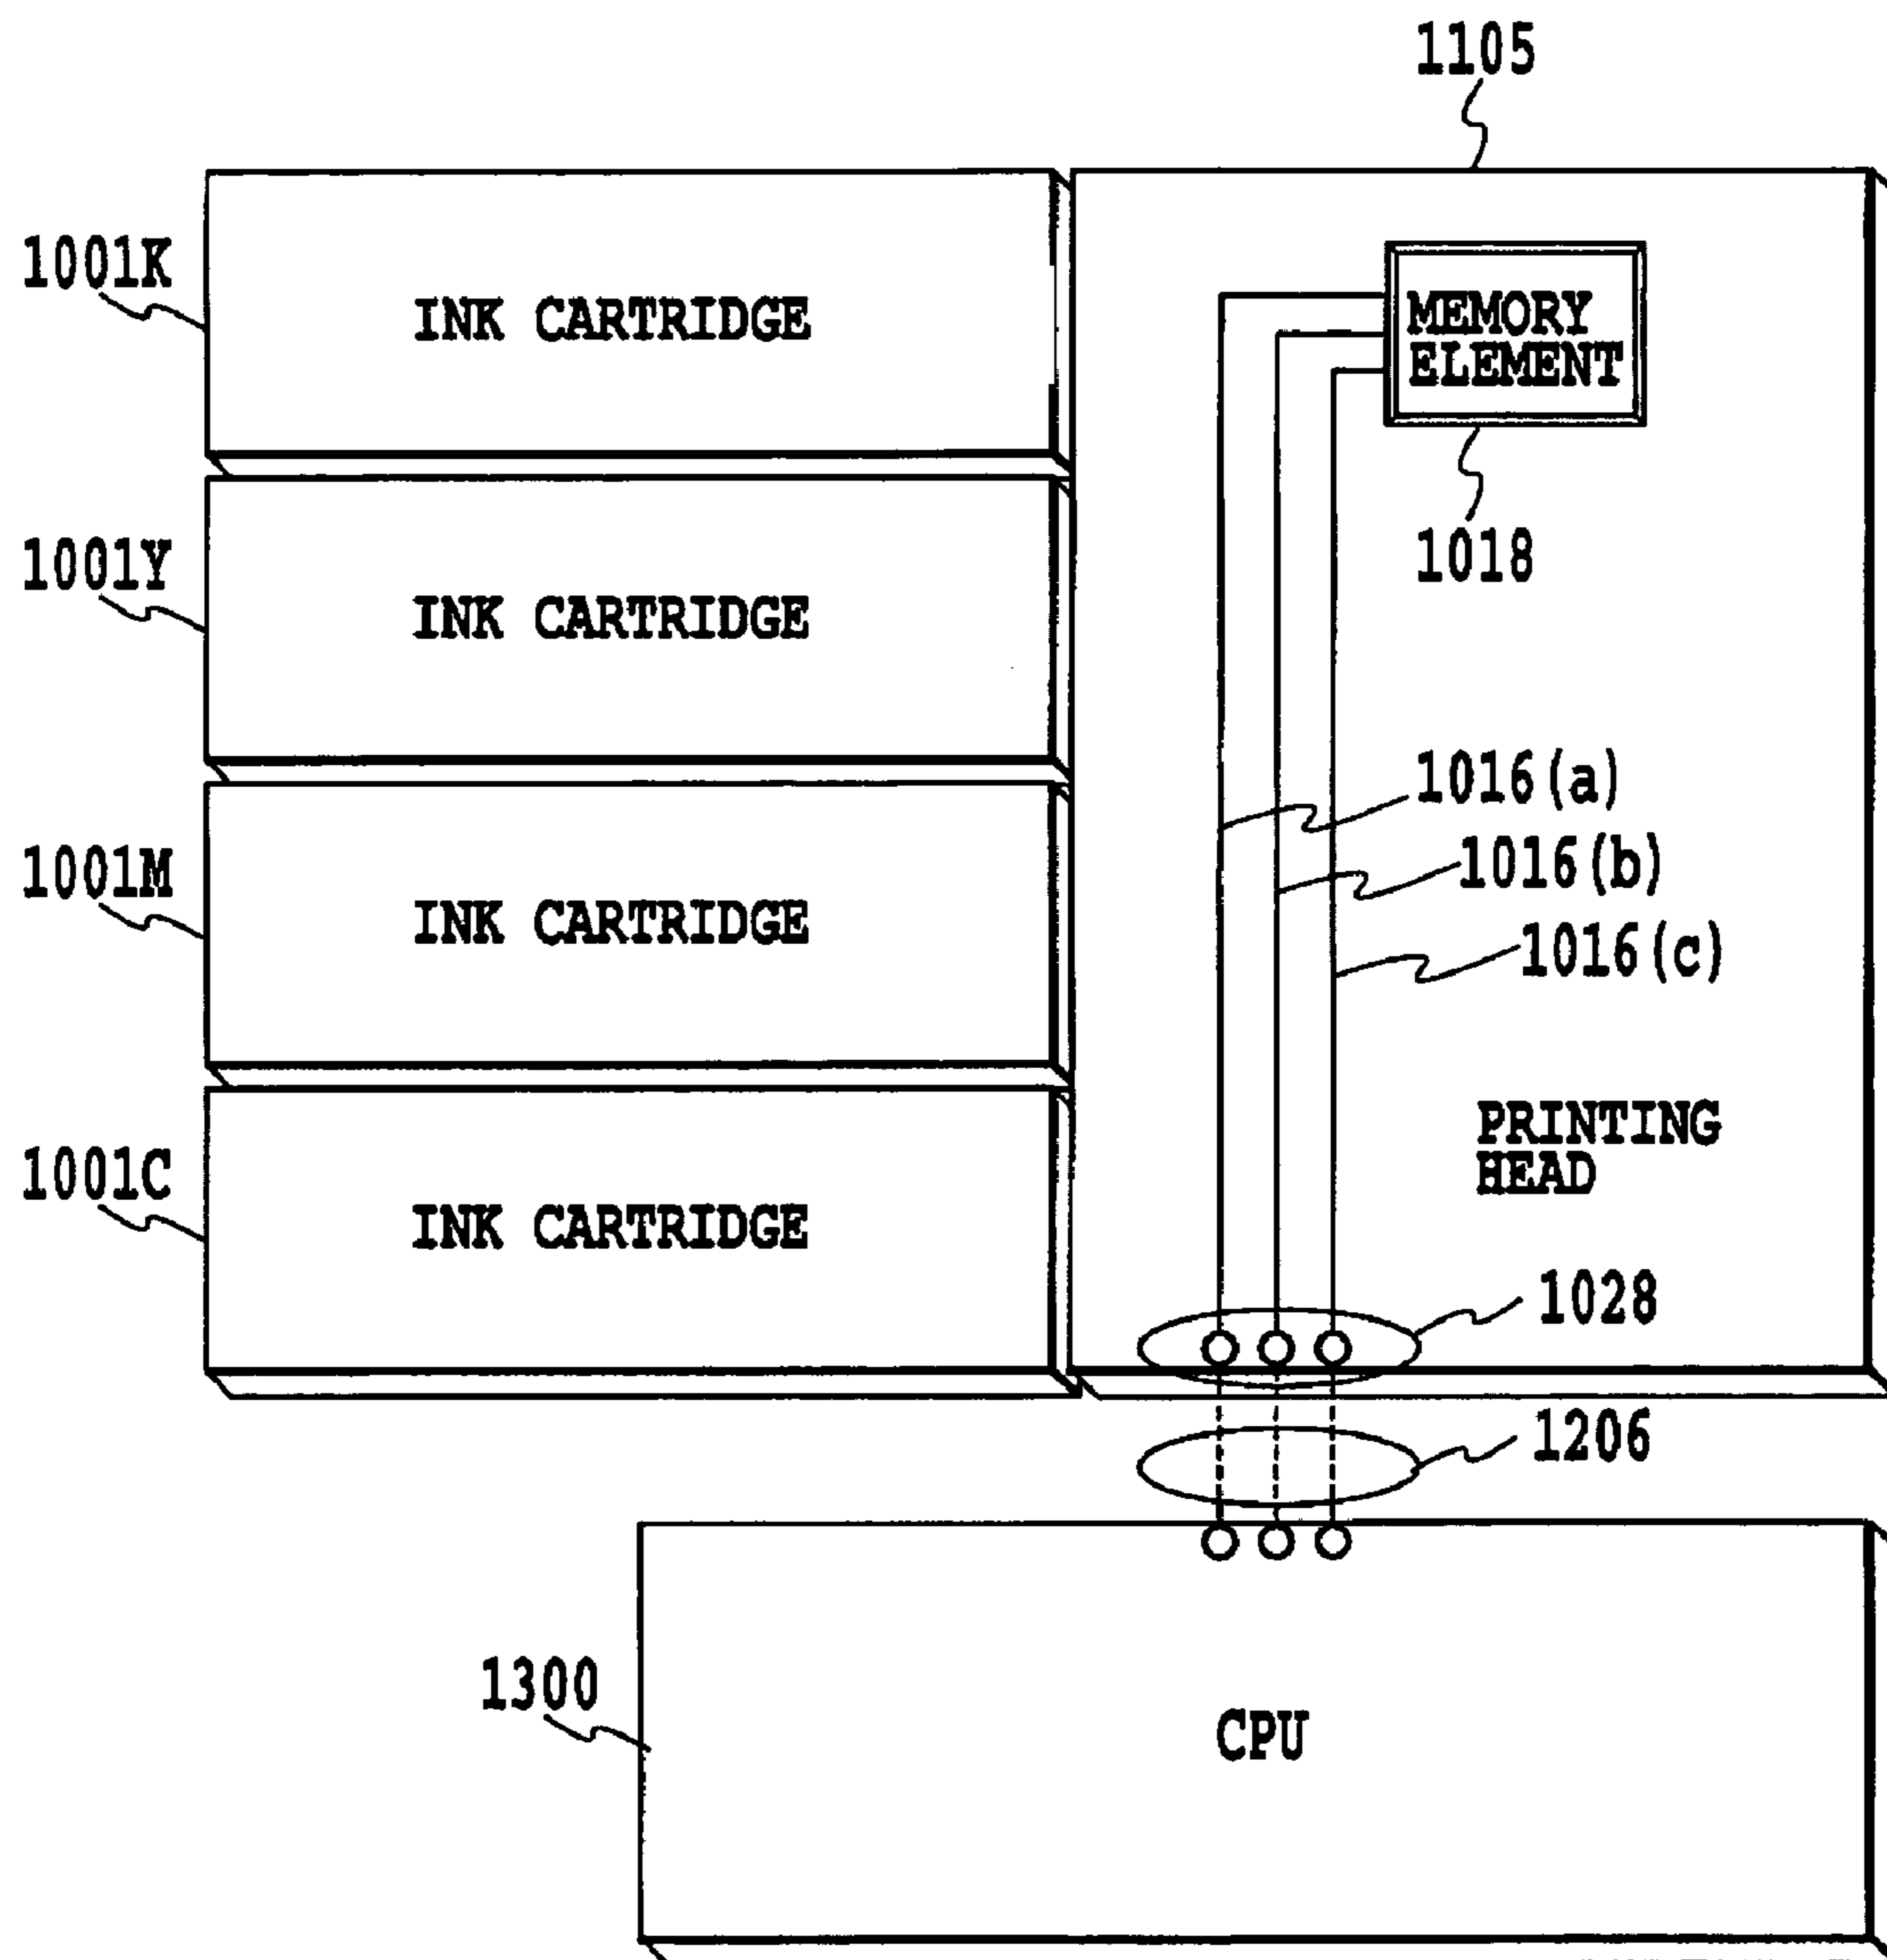 1105
1001K
INK CARTRIDGE
MEMORY
ELEMENT
1018
1001Y
INK CARTRIDGE
1016(a)
1016(b)
1016(c)
1001M
INK CARTRIDGE
PRINTING
HEAD
1001C
INK CARTRIDGE
1028
1206
1300
CPU